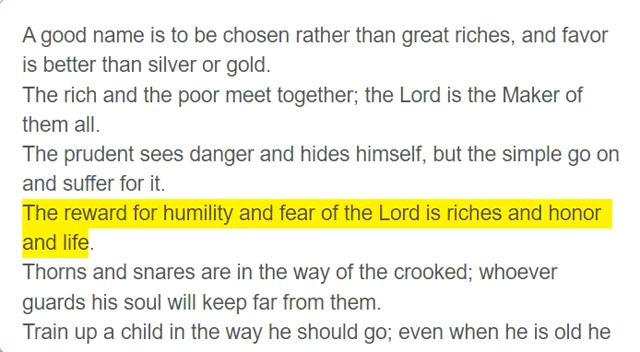 A good name is to be chosen rather than great riches, and favor
is better than silver or gold.
The rich and the poor meet together; the Lord is the Maker of
them all.
The prudent sees danger and hides himself, but the simple go on
and suffer for it.
The reward for humility and fear of the Lord is riches and honor
and life.
Thorns and snares are in the way of the crooked; whoever
guards his soul will keep far from them.
Train up a child in the way he should go; even when he is old he